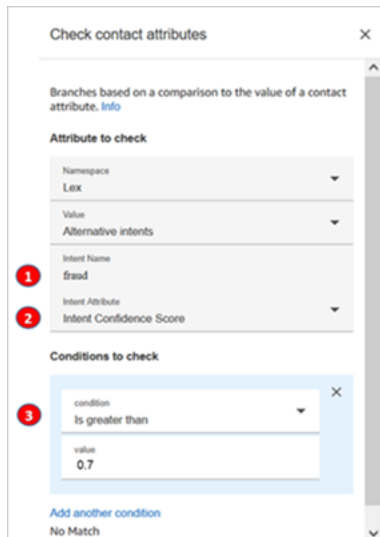 Check contact attributes
Branches based on a comparison to the value of a contact
attribute. Info
Attribute to check
Namespace
Lex
Value
Alternative intents
Intent Name
1
fraud
Intent Attribute
2
Intent Confidence Score
Conditions to check
condition
3
Is greater than
value
0.7
Add another condition
No Match